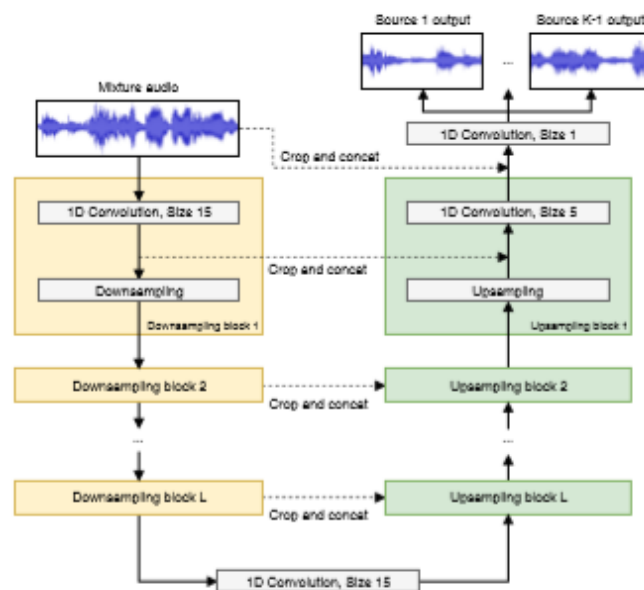 Source 1 output
Source K-1 output
...
Mixture audio
1D Convolution, Size 1
Crop and concat
1D Convolution, Size 15
1D Convolution, Size 5
Crop and concat
Downsampling
Upsampling
Downsampling block 1
Upsampling block 1
Downsampling block 2
Upsampling block 2
Crop and concat
...
...
Downsampling block L
Upsampling block L
Crop and concat
1D Convolution, Size 15